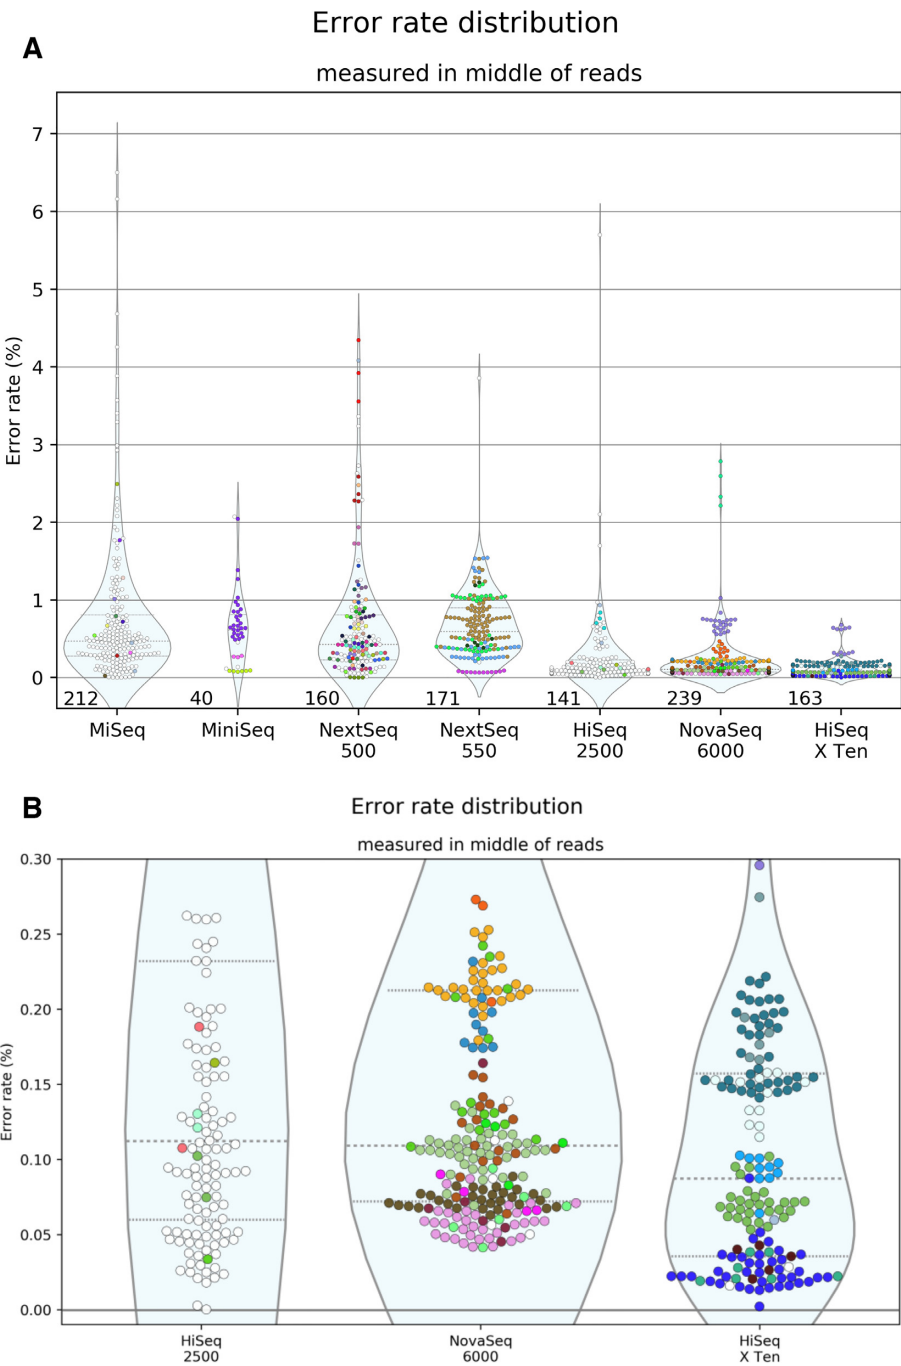 Error rate distribution
A
measured in middle of reads
7
6
5
4
3
2
1
0
Error rate (%)
212 40 160 171 141 239 163
MiSeq MiniSeq NextSeq NextSeq HiSeq NovaSeq HiSeq
500 550 2500 6000 X Ten
B
Error rate distribution
measured in middle of reads
0.30
0.25
0.20
0.15
0.10
0.05
0.00
Error rate (%)
HiSeq NovaSeq HiSeq
2500 6000 X Ten